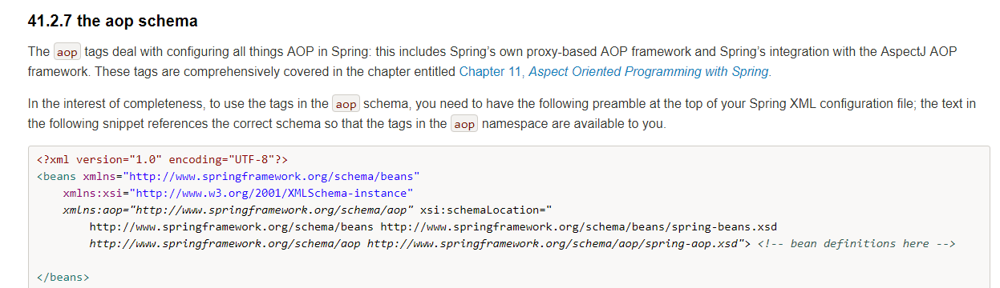 41.2.7 the aop schema
The aop tags deal with configuring all things AOP in Spring: this includes Spring’s own proxy-based AOP framework and Spring’s integration with the AspectJ AOP
framework. These tags are comprehensively covered in the chapter entitled Chapter 11, Aspect Oriented Programming with Spring.
In the interest of completeness, to use the tags in the aop schema, you need to have the following preamble at the top of your Spring XML configuration file; the text in
the following snippet references the correct schema so that the tags in the aop namespace are available to you.
<?xml version="1.0" encoding="UTF-8"?>
<beans xmlns="http://www.springframework.org/schema/beans"
    xmlns:xsi="http://www.w3.org/2001/XMLSchema-instance"
    xmlns:aop="http://www.springframework.org/schema/aop" xsi:schemaLocation="
        http://www.springframework.org/schema/beans http://www.springframework.org/schema/beans/spring-beans.xsd
        http://www.springframework.org/schema/aop http://www.springframework.org/schema/aop/spring-aop.xsd"> <!-- bean definitions here -->
</beans>